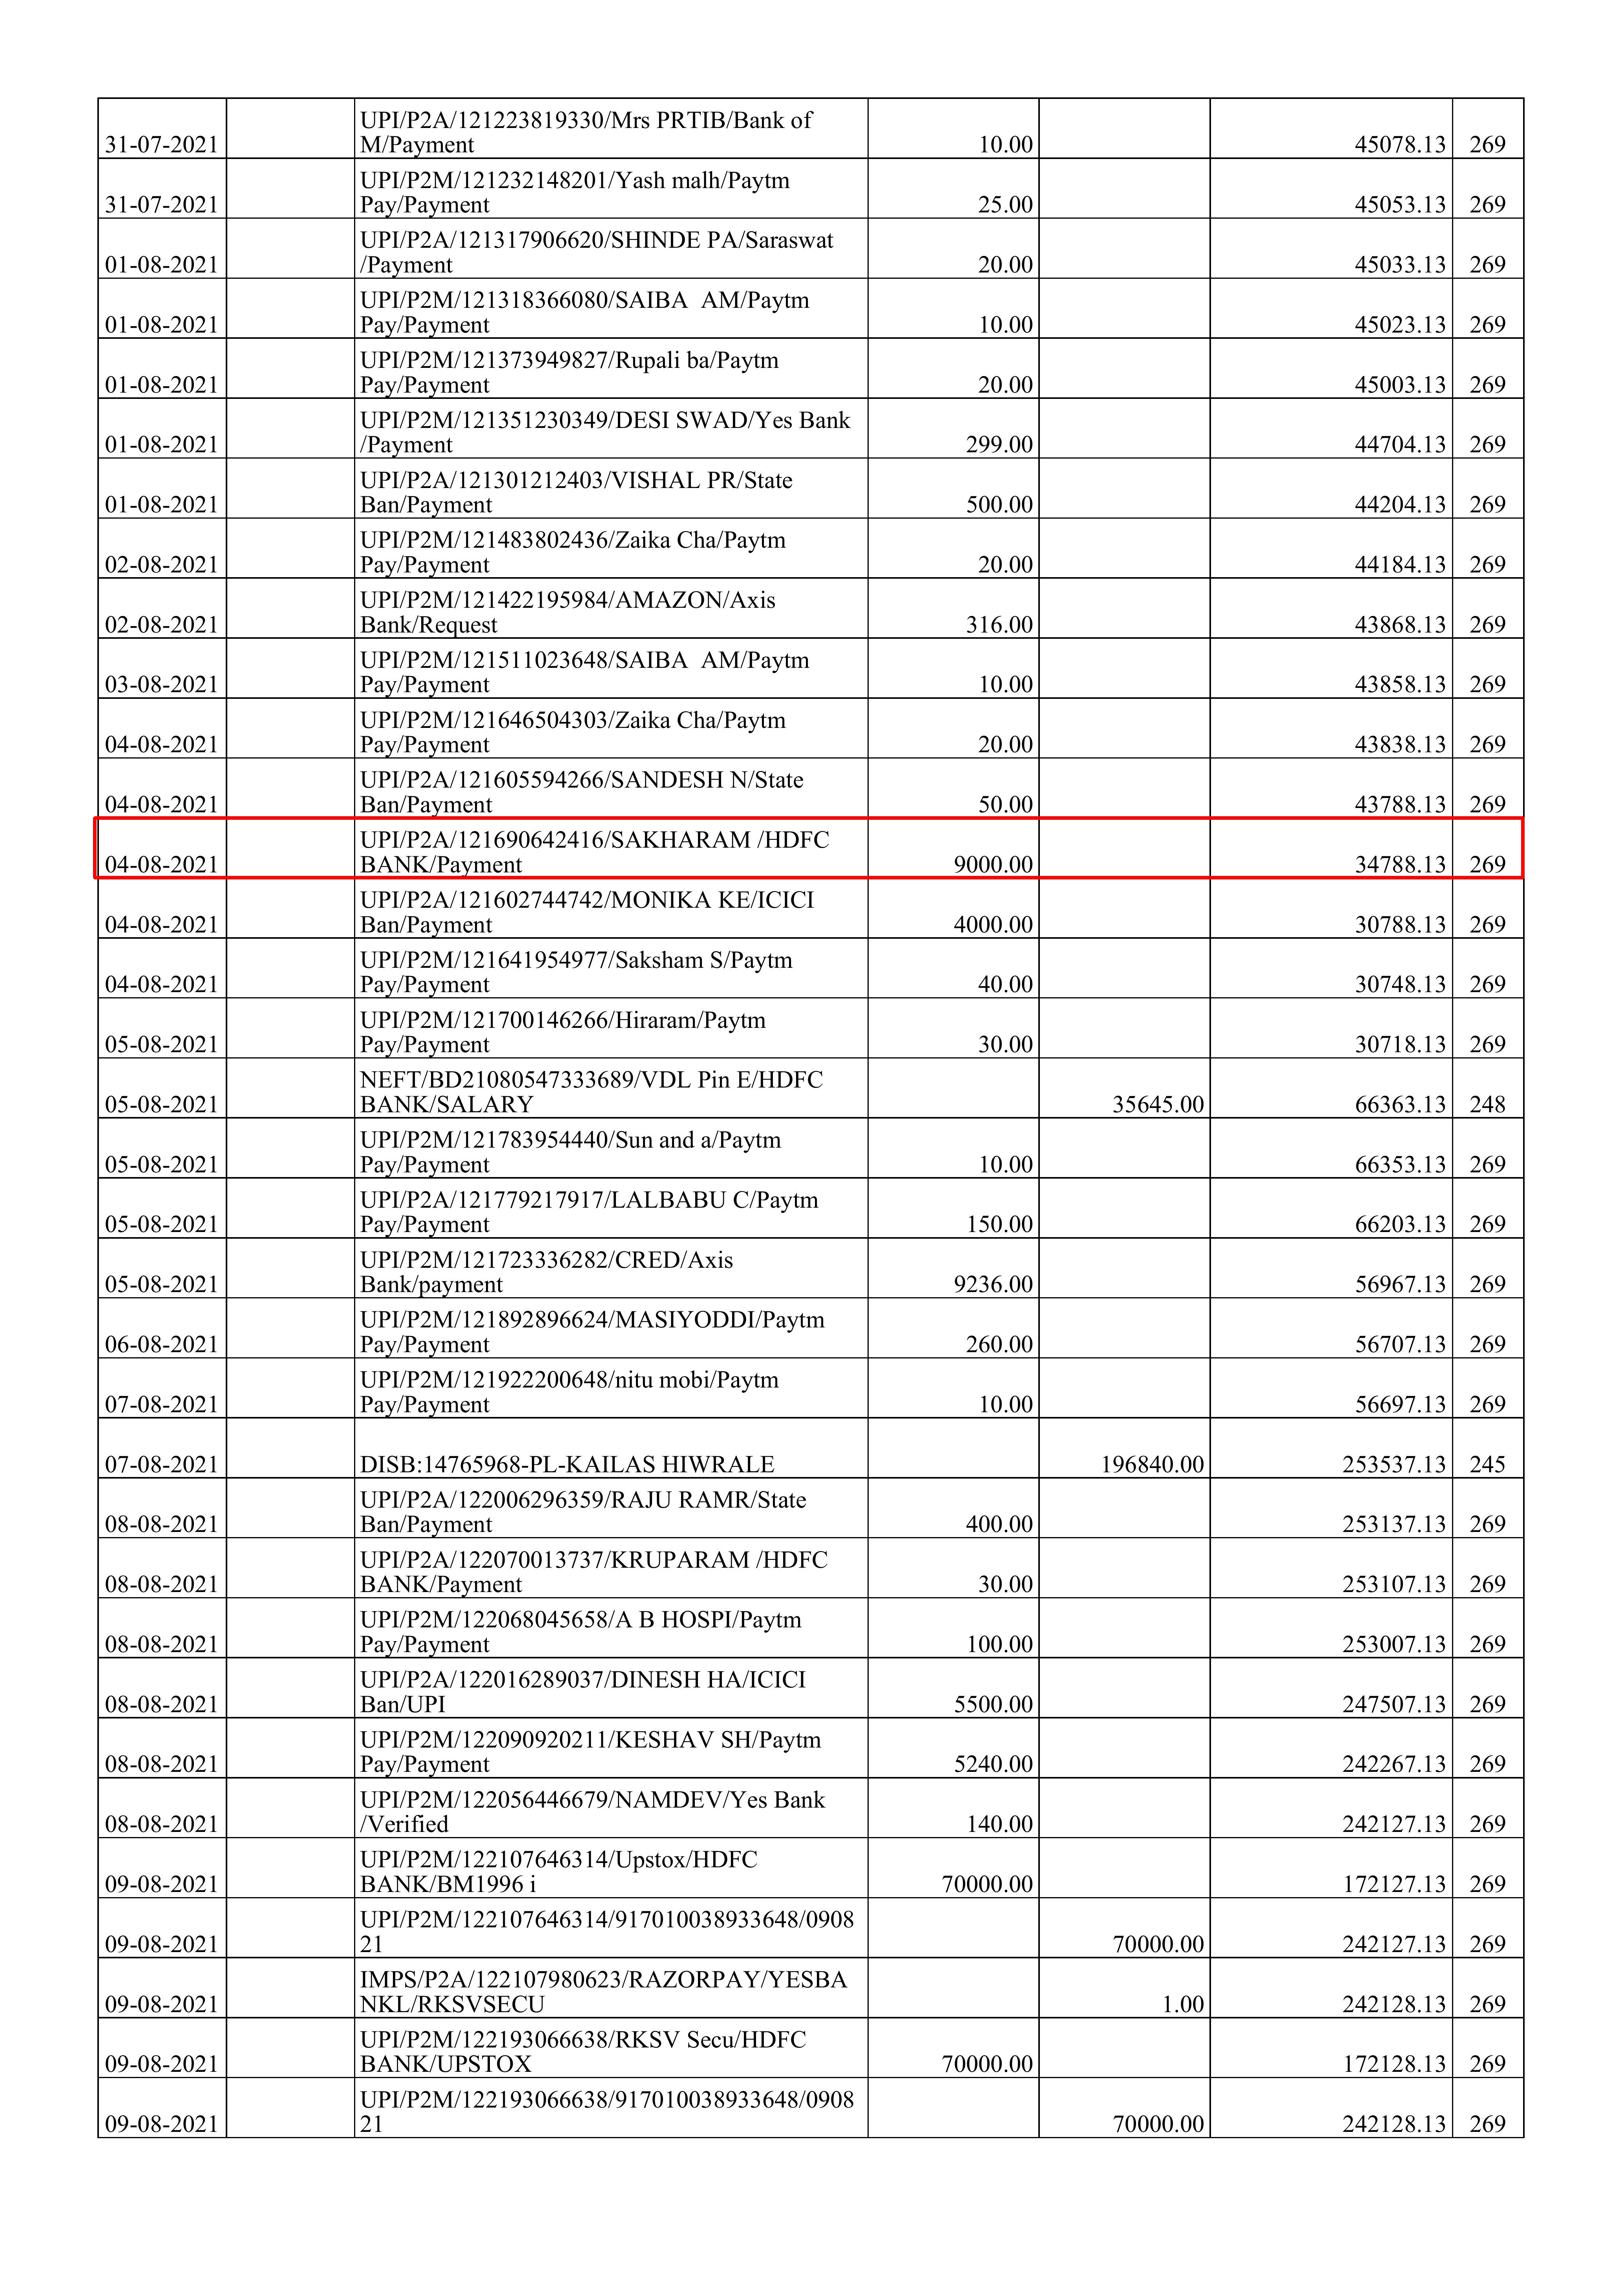 UPI/P2A/121223819330/Mrs PRTIB/Bank of
31-07-2021 M/Payment 10.00 45078.13 269
UPI/P2M/121232148201/Yash malh/Paytm
31-07-2021 Pay/Payment 25.00 45053.13 269
UPI/P2A/121317906620/SHINDE PA/Saraswat
01-08-2021 /Payment 20.00 45033.13 269
UPI/P2M/121318366080/SAIBA  AM/Paytm
01-08-2021 Pay/Payment 10.00 45023.13 269
UPI/P2M/121373949827/Rupali ba/Paytm
01-08-2021 Pay/Payment 20.00 45003.13 269
UPI/P2M/121351230349/DESI SWAD/Yes Bank
01-08-2021 /Payment 299.00 44704.13 269
UPI/P2A/121301212403/VISHAL PR/State
01-08-2021 Ban/Payment 500.00 44204.13 269
UPI/P2M/121483802436/Zaika Cha/Paytm
02-08-2021 Pay/Payment 20.00 44184.13 269
UPI/P2M/121422195984/AMAZON/Axis
02-08-2021 Bank/Request 316.00 43868.13 269
UPI/P2M/121511023648/SAIBA  AM/Paytm
03-08-2021 Pay/Payment 10.00 43858.13 269
UPI/P2M/121646504303/Zaika Cha/Paytm
04-08-2021 Pay/Payment 20.00 43838.13 269
UPI/P2A/121605594266/SANDESH N/State
04-08-2021 Ban/Payment 50.00 43788.13 269
UPI/P2A/121690642416/SAKHARAM /HDFC
04-08-2021 BANK/Payment 9000.00 34788.13 269
UPI/P2A/121602744742/MONIKA KE/ICICI
04-08-2021 Ban/Payment 4000.00 30788.13 269
UPI/P2M/121641954977/Saksham S/Paytm
04-08-2021 Pay/Payment 40.00 30748.13 269
UPI/P2M/121700146266/Hiraram/Paytm
05-08-2021 Pay/Payment 30.00 30718.13 269
NEFT/BD21080547333689/VDL Pin E/HDFC
05-08-2021 BANK/SALARY 35645.00 66363.13 248
UPI/P2M/121783954440/Sun and a/Paytm
05-08-2021 Pay/Payment 10.00 66353.13 269
UPI/P2A/121779217917/LALBABU C/Paytm
05-08-2021 Pay/Payment 150.00 66203.13 269
UPI/P2M/121723336282/CRED/Axis
05-08-2021 Bank/payment 9236.00 56967.13 269
UPI/P2M/121892896624/MASIYODDI/Paytm
06-08-2021 Pay/Payment 260.00 56707.13 269
UPI/P2M/121922200648/nitu mobi/Paytm
07-08-2021 Pay/Payment 10.00 56697.13 269
07-08-2021 DISB:14765968-PL-KAILAS HIWRALE 196840.00 253537.13 245
UPI/P2A/122006296359/RAJU RAMR/State
08-08-2021 Ban/Payment 400.00 253137.13 269
UPI/P2A/122070013737/KRUPARAM /HDFC
08-08-2021 BANK/Payment 30.00 253107.13 269
UPI/P2M/122068045658/A B HOSPI/Paytm
08-08-2021 Pay/Payment 100.00 253007.13 269
UPI/P2A/122016289037/DINESH HA/ICICI
08-08-2021 Ban/UPI 5500.00 247507.13 269
UPI/P2M/122090920211/KESHAV SH/Paytm
08-08-2021 Pay/Payment 5240.00 242267.13 269
UPI/P2M/122056446679/NAMDEV/Yes Bank
08-08-2021 /Verified 140.00 242127.13 269
UPI/P2M/122107646314/Upstox/HDFC
09-08-2021 BANK/BM1996 i 70000.00 172127.13 269
UPI/P2M/122107646314/917010038933648/0908
09-08-2021 21 70000.00 242127.13 269
IMPS/P2A/122107980623/RAZORPAY/YESBA
09-08-2021 NKL/RKSVSECU 1.00 242128.13 269
UPI/P2M/122193066638/RKSV Secu/HDFC
09-08-2021 BANK/UPSTOX 70000.00 172128.13 269
UPI/P2M/122193066638/917010038933648/0908
09-08-2021 21 70000.00 242128.13 269